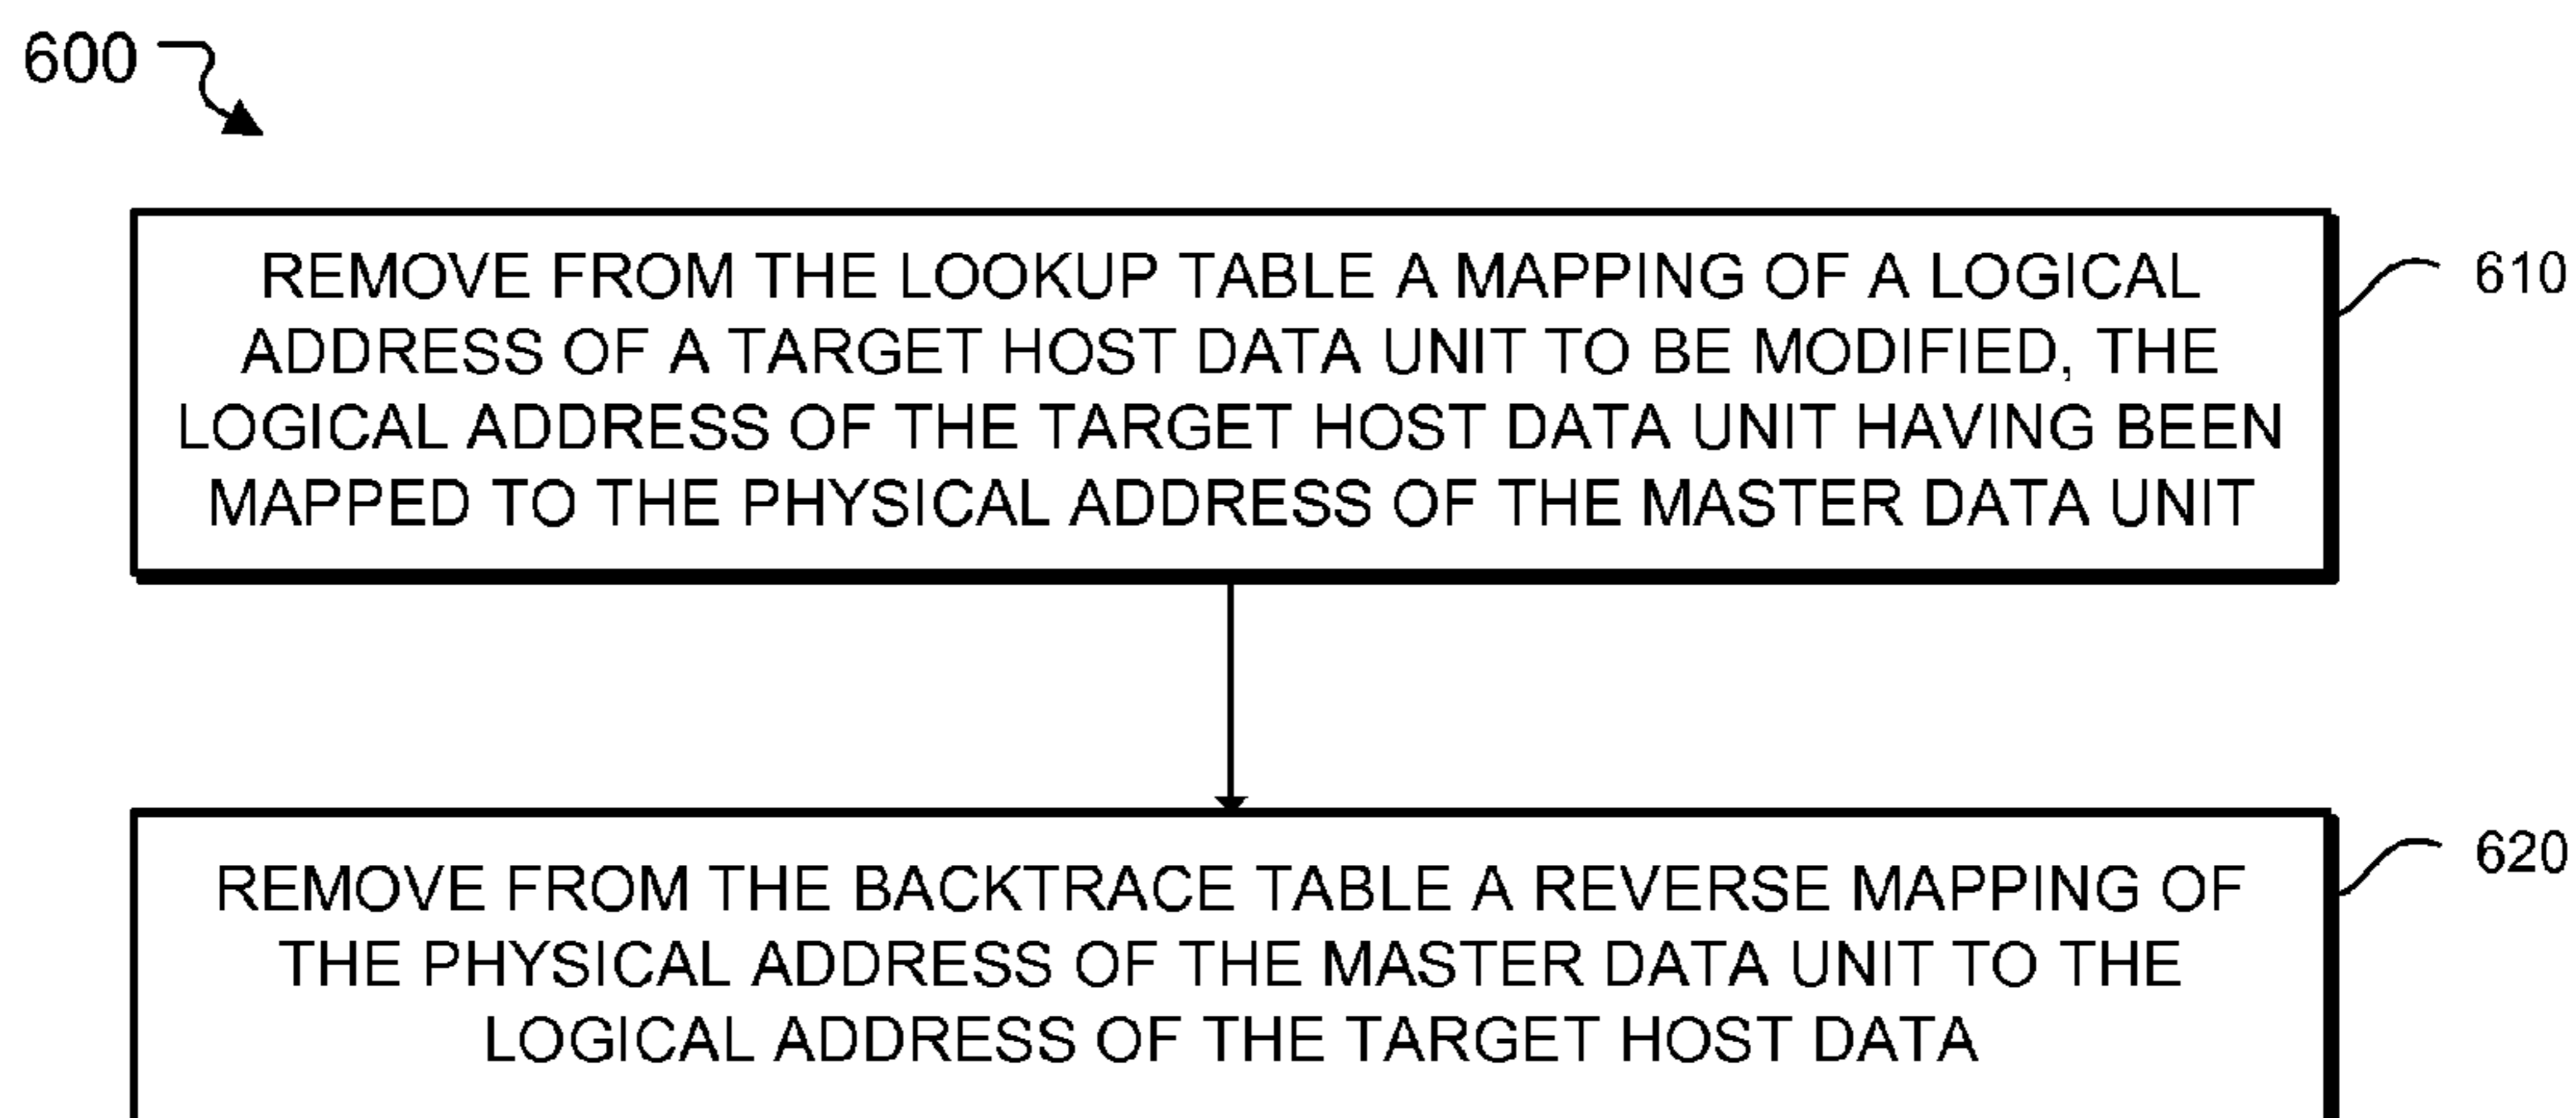 600
REMOVE FROM THE LOOKUP TABLE A MAPPING OF A LOGICAL
ADDRESS OF A TARGET HOST DATA UNIT TO BE MODIFIED, THE
LOGICAL ADDRESS OF THE TARGET HOST DATA UNIT HAVING BEEN
MAPPED TO THE PHYSICAL ADDRESS OF THE MASTER DATA UNIT
610
REMOVE FROM THE BACKTRACE TABLE A REVERSE MAPPING OF
THE PHYSICAL ADDRESS OF THE MASTER DATA UNIT TO THE
LOGICAL ADDRESS OF THE TARGET HOST DATA
620